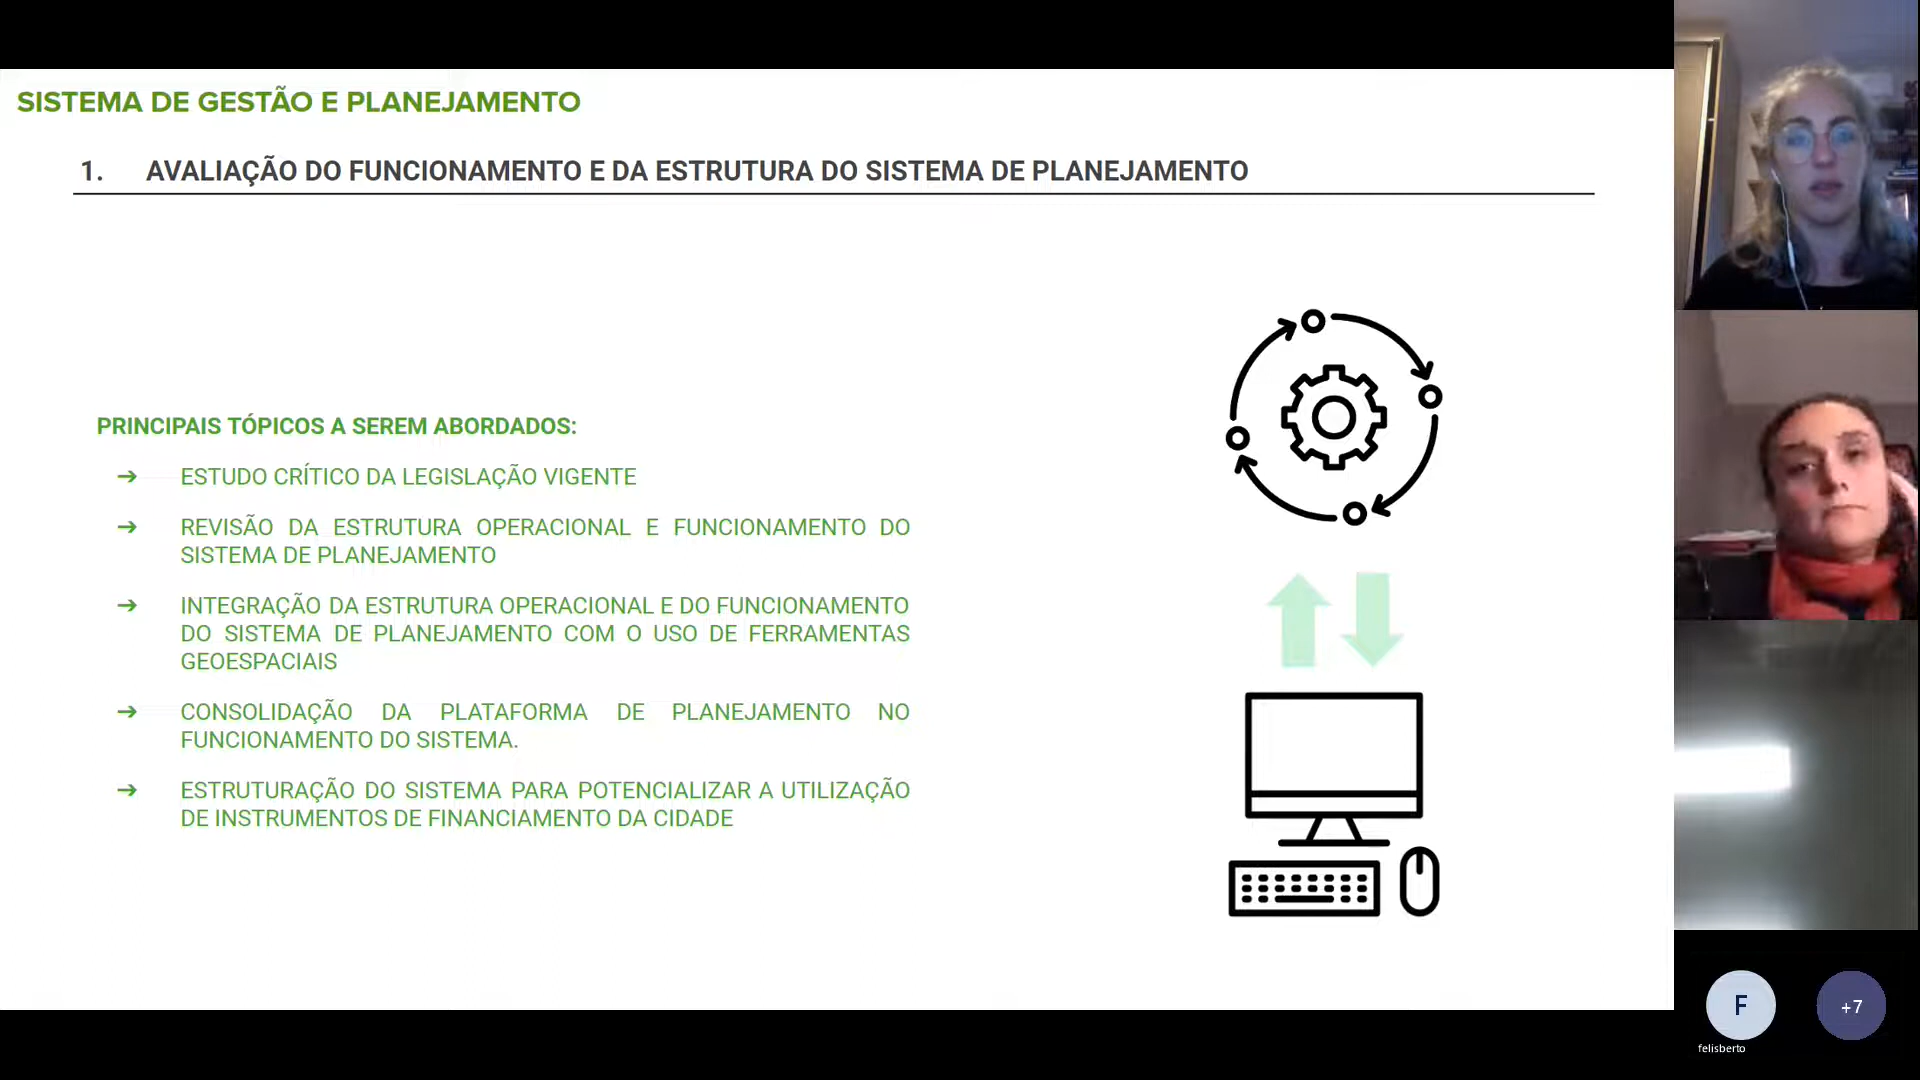 SISTEMA DE GESTÃO E PLANEJAMENTO
1. AVALIAÇÃO DO FUNCIONAMENTO E DA ESTRUTURA DO SISTEMA DE PLANEJAMENTO
PRINCIPAIS TÓPICOS A SEREM ABORDADOS:
➔ ESTUDO CRÍTICO DA LEGISLAÇÃO VIGENTE
➔ REVISÃO DA ESTRUTURA OPERACIONAL E FUNCIONAMENTO DO
SISTEMA DE PLANEJAMENTO
➔ INTEGRAÇÃO DA ESTRUTURA OPERACIONAL E DO FUNCIONAMENTO
DO SISTEMA DE PLANEJAMENTO COM O USO DE FERRAMENTAS
GEOESPACIAIS
➔ CONSOLIDAÇÃO DA PLATAFORMA DE PLANEJAMENTO NO
FUNCIONAMENTO DO SISTEMA.
➔ ESTRUTURAÇÃO DO SISTEMA PARA POTENCIALIZAR A UTILIZAÇÃO
DE INSTRUMENTOS DE FINANCIAMENTO DA CIDADE
F
+7
felisberto